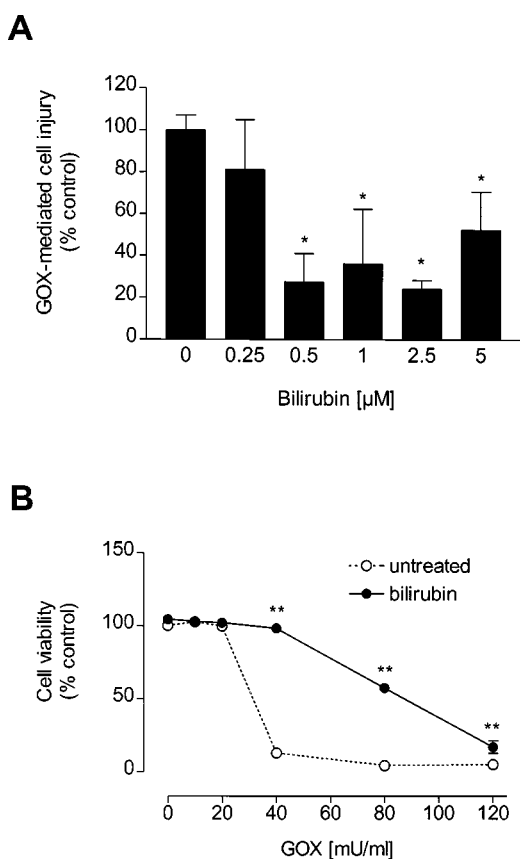 A
GOX-mediated cell injury
(% control)
120
100
80
60
40
20
0
*
*
*
*
0 0.25 0.5 1 2.5 5
Bilirubin [µM]
B
Cell viability
(% control)
150
100
50
0
untreated
bilirubin
**
**
**
0 20 40 60 80 100 120
GOX [mU/ml]